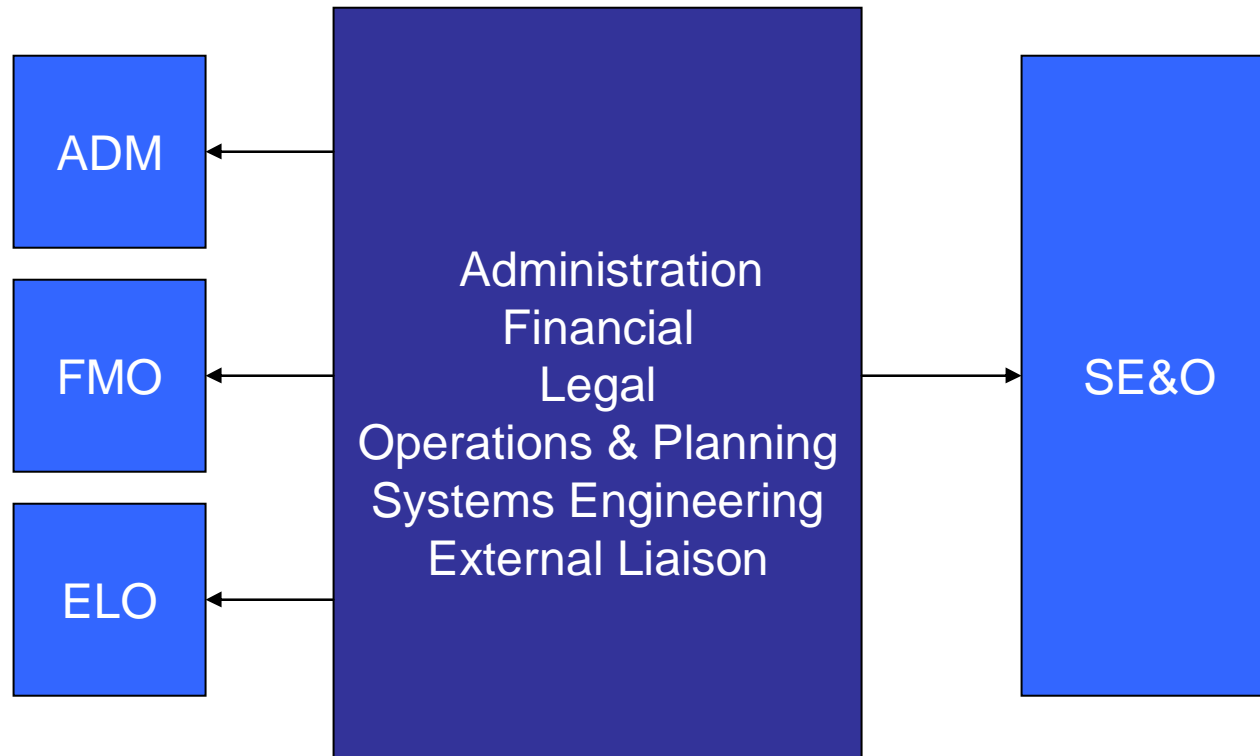 ADM
FMO
ELO
Administration
Financial
Legal
Operations & Planning
Systems Engineering
External Liaison
SE&O